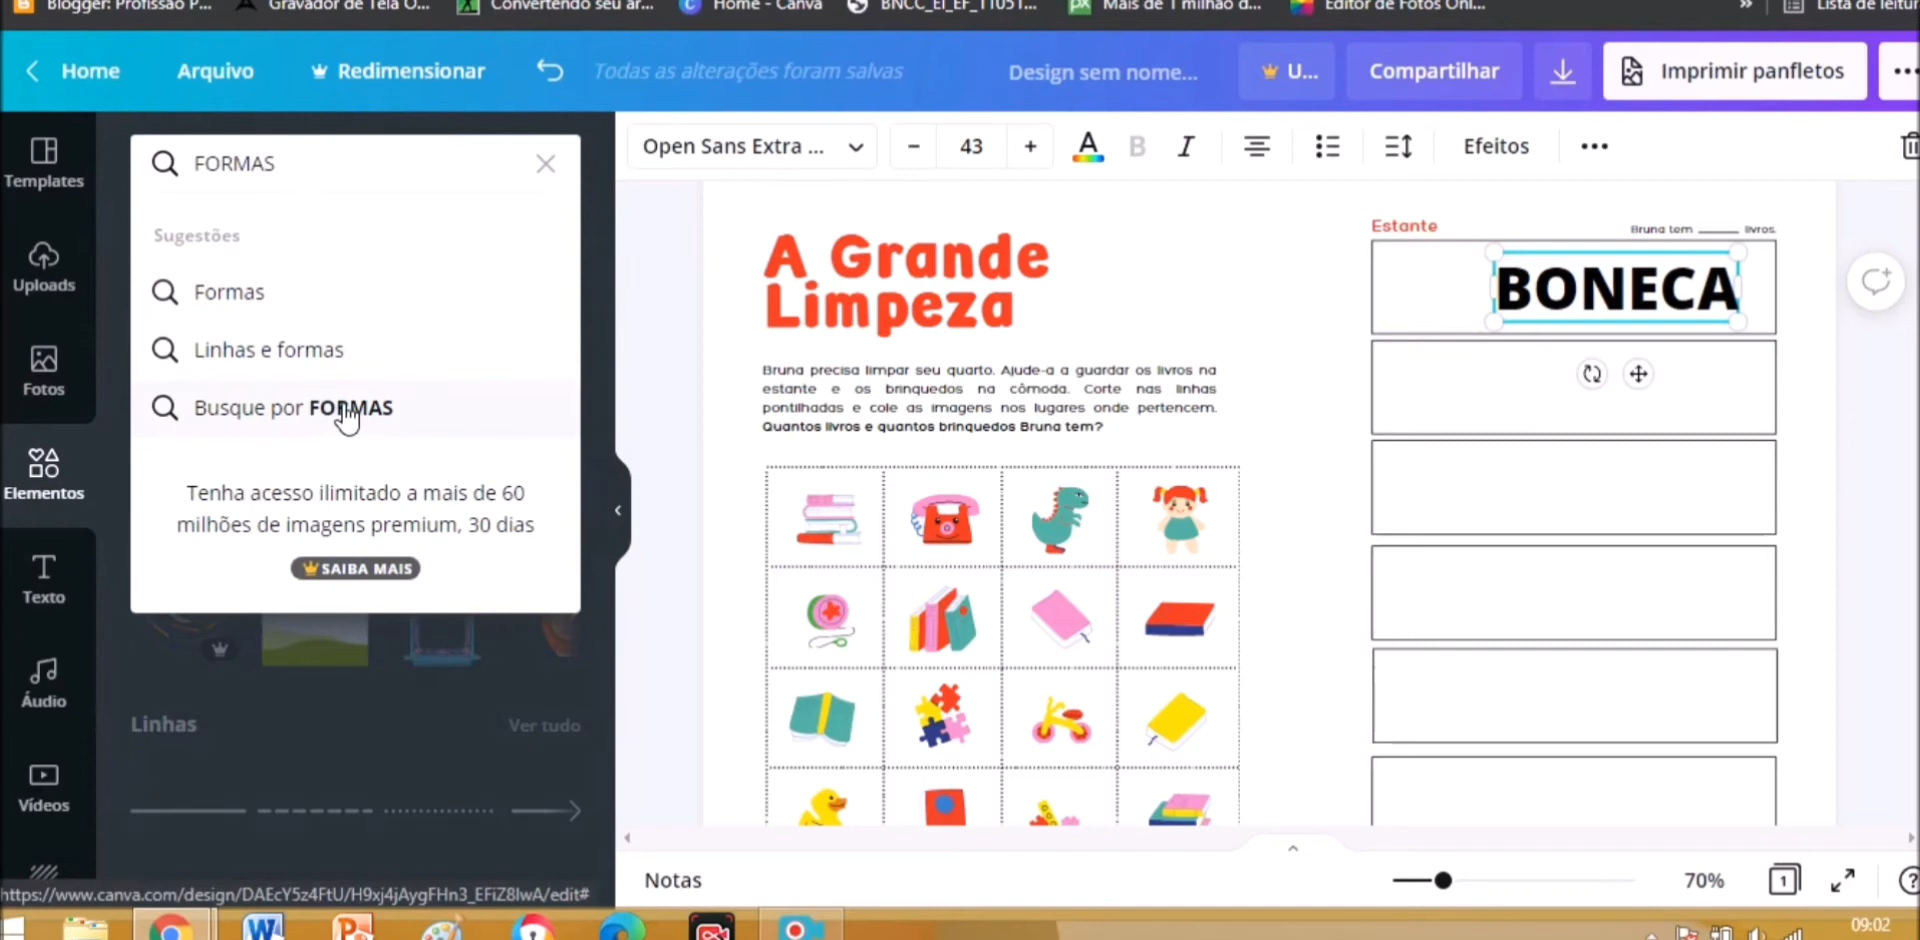 Blogger: Profissão P...
Gravador de Tela O...
Convertendo seu ar...
Home - Canva
BNCC_EI_EF_11051...
Mais de 1 milhão d...
Editor de Fotos Onl...
»
Lista de leitur
Home
Arquivo
Redimensionar
Todas as alterações foram salvas
Design sem nome...
U...
Compartilhar
Imprimir panfletos
Templates
Uploads
Fotos
Elementos
Texto
Áudio
Vídeos
FORMAS
Sugestões
Formas
Linhas e formas
Busque por FORMAS
Tenha acesso ilimitado a mais de 60
milhões de imagens premium, 30 dias
SAIBA MAIS
Linhas
Ver tudo
Open Sans Extra ...
43
A
B
I
Efeitos
A Grande
Limpeza
Bruna precisa limpar seu quarto. Ajude-a a guardar os livros na
estante e os brinquedos na cômoda. Corte nas linhas
pontilhadas e cole as imagens nos lugares onde pertencem.
Quantos livros e quantos brinquedos Bruna tem?
Estante
Bruna tem ______ livros.
BONECA
Notas
70%
1
https://www.canva.com/design/DAEcY5z4FtU/H9xj4jAygFHn3_EFiZ8lwA/edit#
09:02